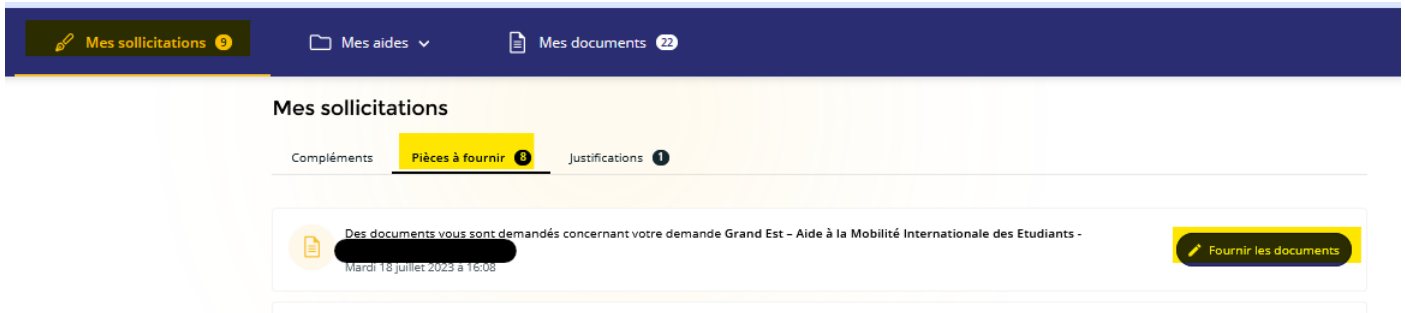 Mes sollicitations 9 Mes aides Mes documents 22
Mes sollicitations
Compléments Pièces à fournir 8 Justifications 1
Des documents vous sont demandés concernant votre demande Grand Est – Aide à la Mobilité Internationale des Etudiants -
Fournir les documents
Mardi 18 juillet 2023 à 16:08